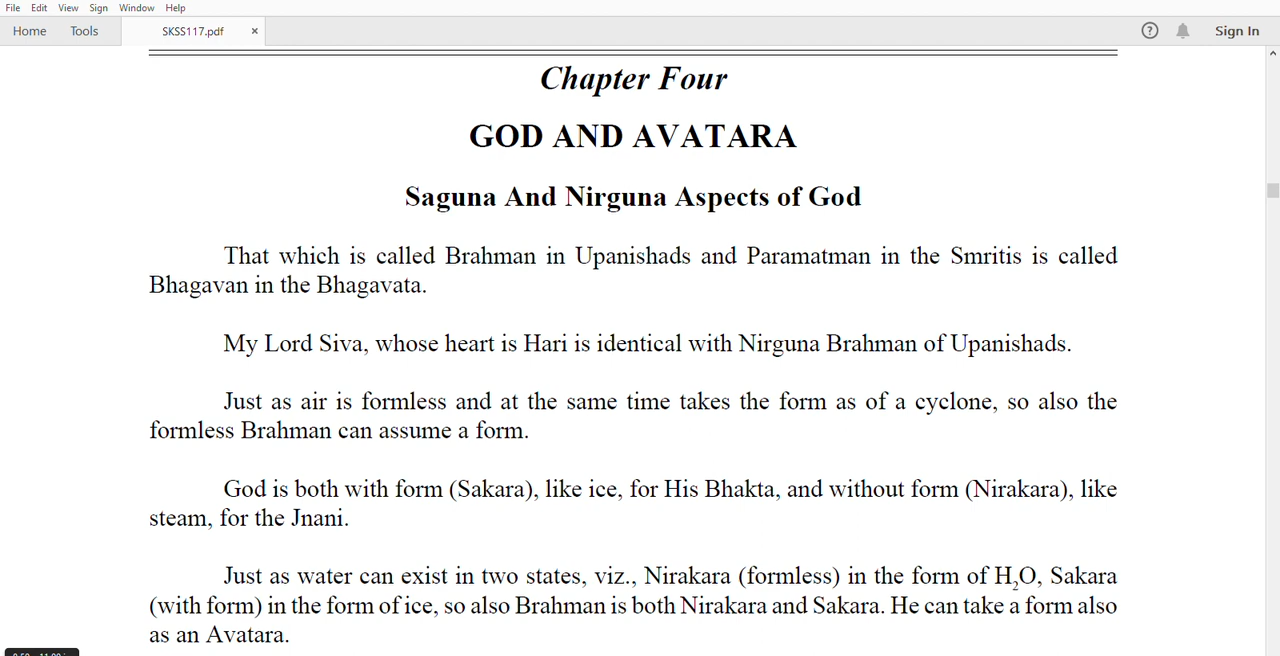 File Edit View Sign Window Help
Home Tools SKSS117.pdf × ? Sign In
Chapter Four
GOD AND AVATARA
Saguna And Nirguna Aspects of God
That which is called Brahman in Upanishads and Paramatman in the Smritis is called
Bhagavan in the Bhagavata.
My Lord Siva, whose heart is Hari is identical with Nirguna Brahman of Upanishads.
Just as air is formless and at the same time takes the form as of a cyclone, so also the
formless Brahman can assume a form.
God is both with form (Sakara), like ice, for His Bhakta, and without form (Nirakara), like
steam, for the Jnani.
Just as water can exist in two states, viz., Nirakara (formless) in the form of H₂O, Sakara
(with form) in the form of ice, so also Brahman is both Nirakara and Sakara. He can take a form also
as an Avatara.